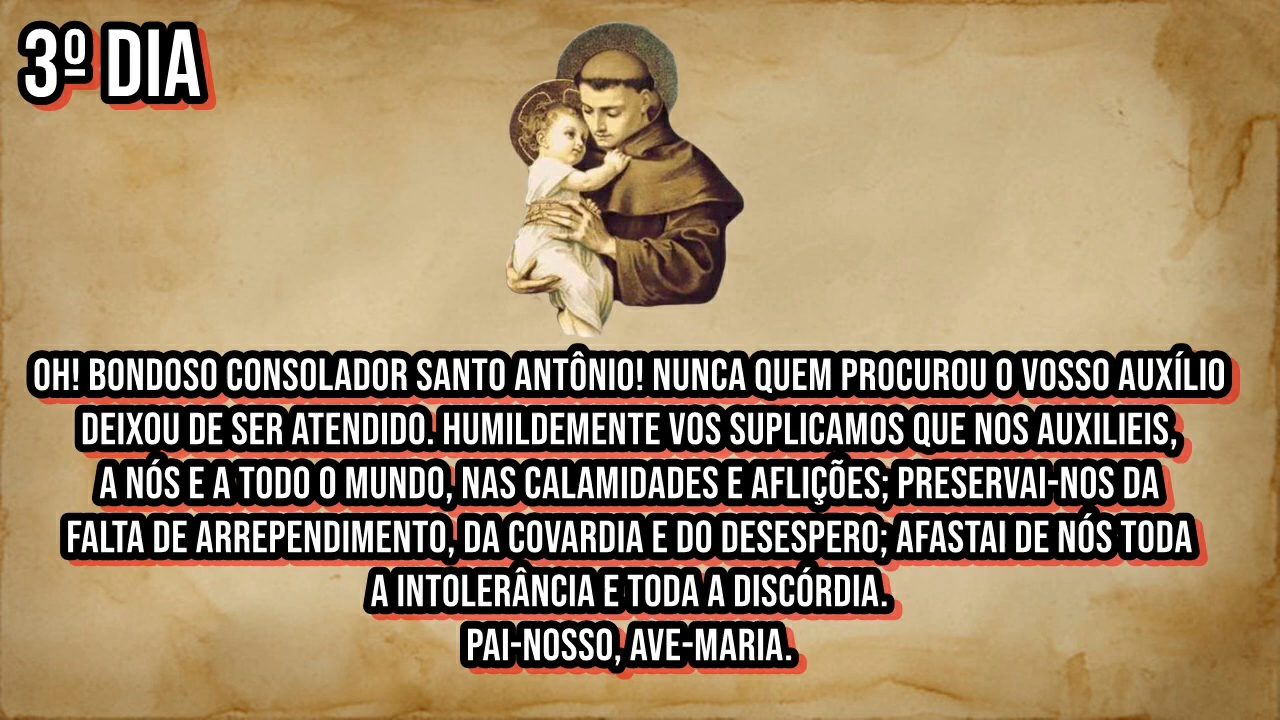 3º DIA
OH! BONDOSO CONSOLADOR SANTO ANTÔNIO! NUNCA QUEM PROCUROU O VOSSO AUXÍLIO
DEIXOU DE SER ATENDIDO. HUMILDEMENTE VOS SUPLICAMOS QUE NOS AUXILIEIS,
A NÓS E A TODO O MUNDO, NAS CALAMIDADES E AFLIÇÕES; PRESERVAI-NOS DA
FALTA DE ARREPENDIMENTO, DA COVARDIA E DO DESESPERO; AFASTAI DE NÓS TODA
A INTOLERÂNCIA E TODA A DISCÓRDIA.
PAI-NOSSO, AVE-MARIA.